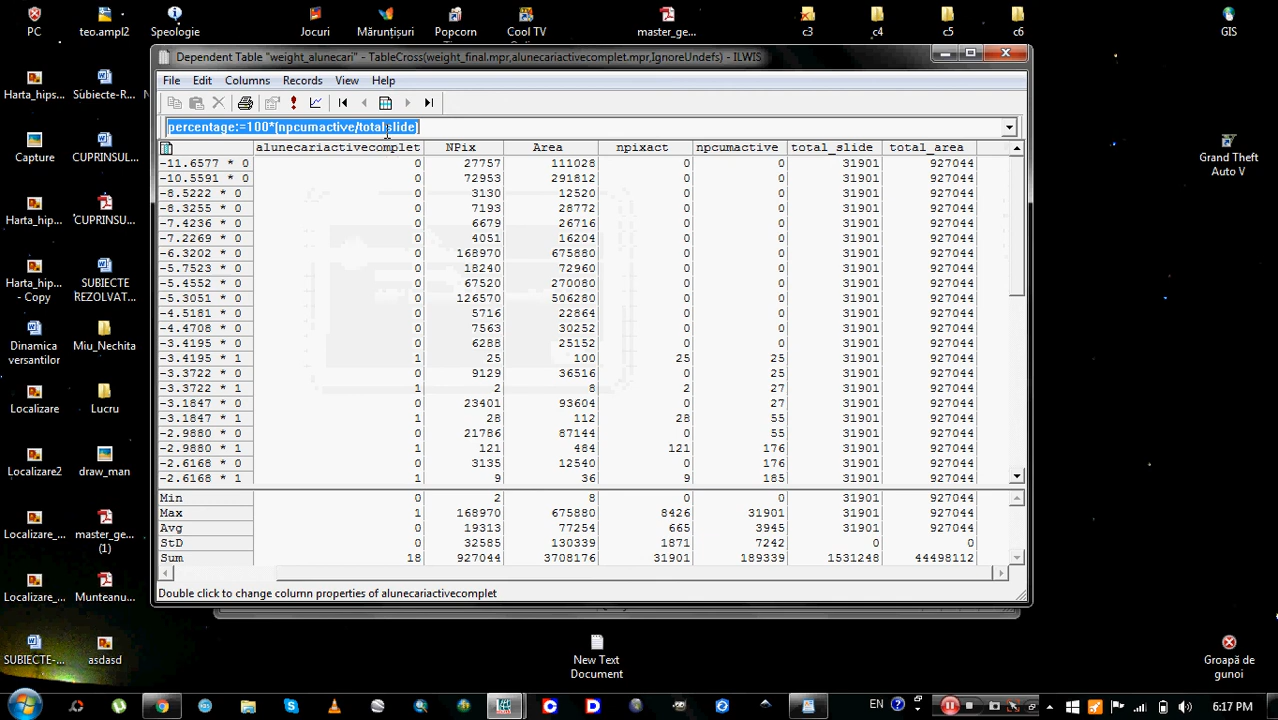 PC
teo.ampl2
Speologie
Jocuri
Mărunțișuri
Popcorn
Time
Cool TV
master_ge...
c3
c4
c5
c6
GIS
Dependent Table "weight_alunecari" - TableCross(weight_final.mpr,alunecariactivecomplet.mpr,IgnoreUndefs) - ILWIS
File Edit Columns Records View Help
percentage:=100*(npcumactive/totalslide)
alunecariactivecomplet NPix Area npixact npcumactive total_slide total_area
-11.6577 * 0 0 27757 111028 0 0 31901 927044
-10.5591 * 0 0 72953 291812 0 0 31901 927044
-8.5222 * 0 0 3130 12520 0 0 31901 927044
-8.3255 * 0 0 7193 28772 0 0 31901 927044
-7.4236 * 0 0 6679 26716 0 0 31901 927044
-7.2269 * 0 0 4051 16204 0 0 31901 927044
-6.3202 * 0 0 168970 675880 0 0 31901 927044
-5.7523 * 0 0 18240 72960 0 0 31901 927044
-5.4552 * 0 0 67520 270080 0 0 31901 927044
-5.3051 * 0 0 126570 506280 0 0 31901 927044
-4.5181 * 0 0 5716 22864 0 0 31901 927044
-4.4708 * 0 0 7563 30252 0 0 31901 927044
-3.4195 * 0 0 6288 25152 0 0 31901 927044
-3.4195 * 1 1 25 100 25 25 31901 927044
-3.3722 * 0 0 9129 36516 0 25 31901 927044
-3.3722 * 1 1 2 8 2 27 31901 927044
-3.1847 * 0 0 23401 93604 0 27 31901 927044
-3.1847 * 1 1 28 112 28 55 31901 927044
-2.9880 * 0 0 21786 87144 0 55 31901 927044
-2.9880 * 1 1 121 484 121 176 31901 927044
-2.6168 * 0 0 3135 12540 0 176 31901 927044
-2.6168 * 1 1 9 36 9 185 31901 927044
Min 0 2 8 0 0 31901 927044
Max 1 168970 675880 8426 31901 31901 927044
Avg 0 19313 77254 665 3945 31901 927044
StD 0 32585 130339 1871 7242 0 0
Sum 18 927044 3708176 31901 189339 1531248 44498112
Double click to change column properties of alunecariactivecomplet
Harta_hips...
Subiecte-R...
Capture
CUPRINSUL...
Harta_hip...
CUPRINSU...
Harta_hip...
- Copy
SUBIECTE
REZOLVAT...
Dinamica
versantilor
Miu_Nechita
Localizare
Lucru
Localizare2
draw_man
Localizare_...
master_ge...
(1)
Localizare_...
Munteanu...
SUBIECTE-...
asdasd
New Text
Document
Grand Theft
Auto V
Groapă de
gunoi
EN
6:17 PM